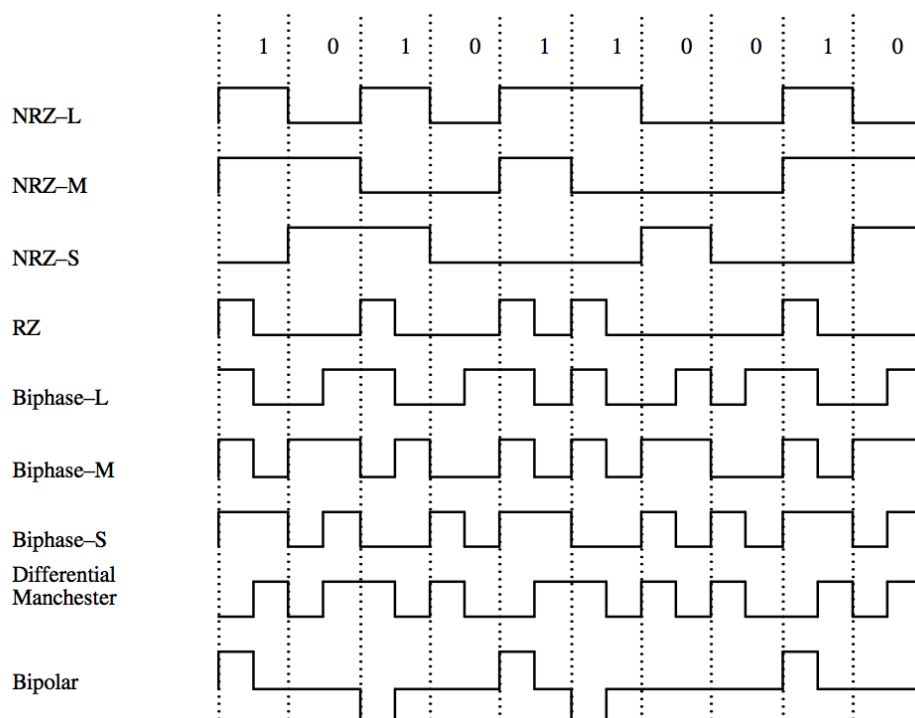 1 0 1 0 1 1 0 0 1 0
NRZ–L
NRZ–M
NRZ–S
RZ
Biphase–L
Biphase–M
Biphase–S
Differential
Manchester
Bipolar